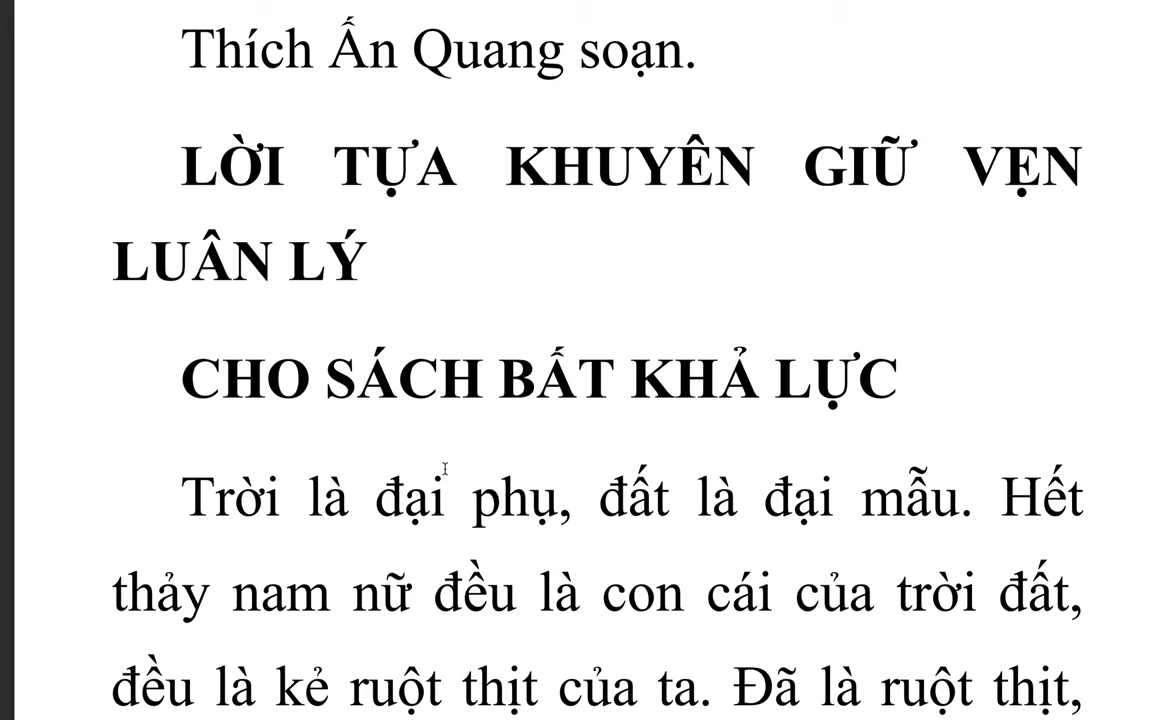 Thích Ấn Quang soạn.
LỜI TỰA KHUYÊN GIỮ VẸN
LUÂN LÝ
CHO SÁCH BẤT KHẢ LỰC
Trời là đại phụ, đất là đại mẫu. Hết
thảy nam nữ đều là con cái của trời đất,
đều là kẻ ruột thịt của ta. Đã là ruột thịt,